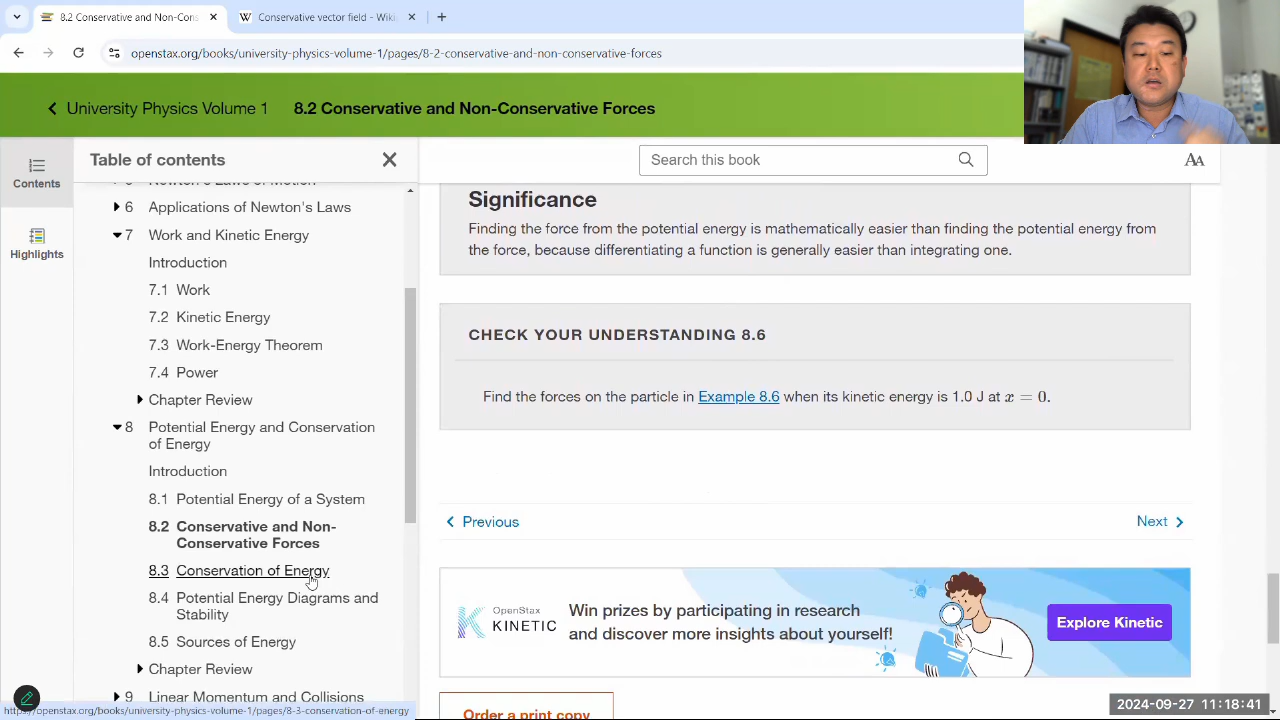 8.2 Conservative and Non-Cons
Conservative vector field - Wiki
openstax.org/books/university-physics-volume-1/pages/8-2-conservative-and-non-conservative-forces
University Physics Volume 1
8.2 Conservative and Non-Conservative Forces
Contents
Highlights
Table of contents
6 Applications of Newton's Laws
7 Work and Kinetic Energy
Introduction
7.1 Work
7.2 Kinetic Energy
7.3 Work-Energy Theorem
7.4 Power
Chapter Review
8 Potential Energy and Conservation
of Energy
Introduction
8.1 Potential Energy of a System
8.2 Conservative and Non-
Conservative Forces
8.3 Conservation of Energy
8.4 Potential Energy Diagrams and
Stability
8.5 Sources of Energy
Chapter Review
9 Linear Momentum and Collisions
https://openstax.org/books/university-physics-volume-1/pages/8-3-conservation-of-energy
Search this book
AA
Significance
Finding the force from the potential energy is mathematically easier than finding the potential energy from
the force, because differentiating a function is generally easier than integrating one.
CHECK YOUR UNDERSTANDING 8.6
Find the forces on the particle in Example 8.6 when its kinetic energy is 1.0 J at x = 0.
Previous
Next
OpenStax
KINETIC
Win prizes by participating in research
and discover more insights about yourself!
Explore Kinetic
Order a print copy
2024-09-27 11:18:41